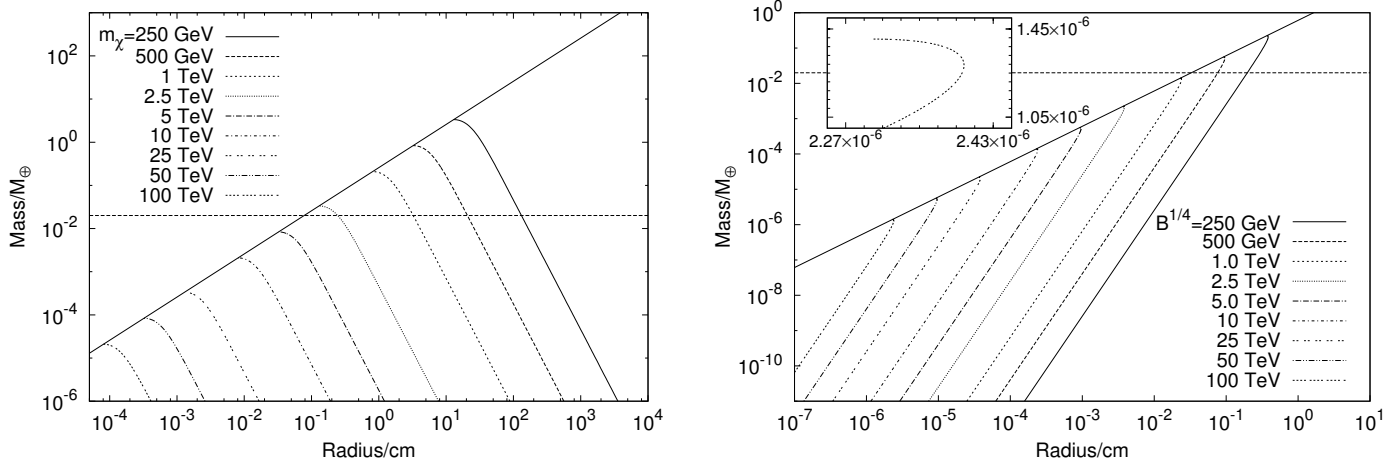 10^2
10^0
10^-2
10^-4
10^-6
Mass/M⊕
m_χ=250 GeV
500 GeV
1 TeV
2.5 TeV
5 TeV
10 TeV
25 TeV
50 TeV
100 TeV
10^-4 10^-3 10^-2 10^-1 10^0 10^1 10^2 10^3 10^4
Radius/cm
10^0
10^-2
10^-4
10^-6
10^-8
10^-10
Mass/M⊕
1.45×10^-6
1.05×10^-6
2.27×10^-6 2.43×10^-6
B^1/4=250 GeV
500 GeV
1.0 TeV
2.5 TeV
5.0 TeV
10 TeV
25 TeV
50 TeV
100 TeV
10^-7 10^-6 10^-5 10^-4 10^-3 10^-2 10^-1 10^0 10^1
Radius/cm